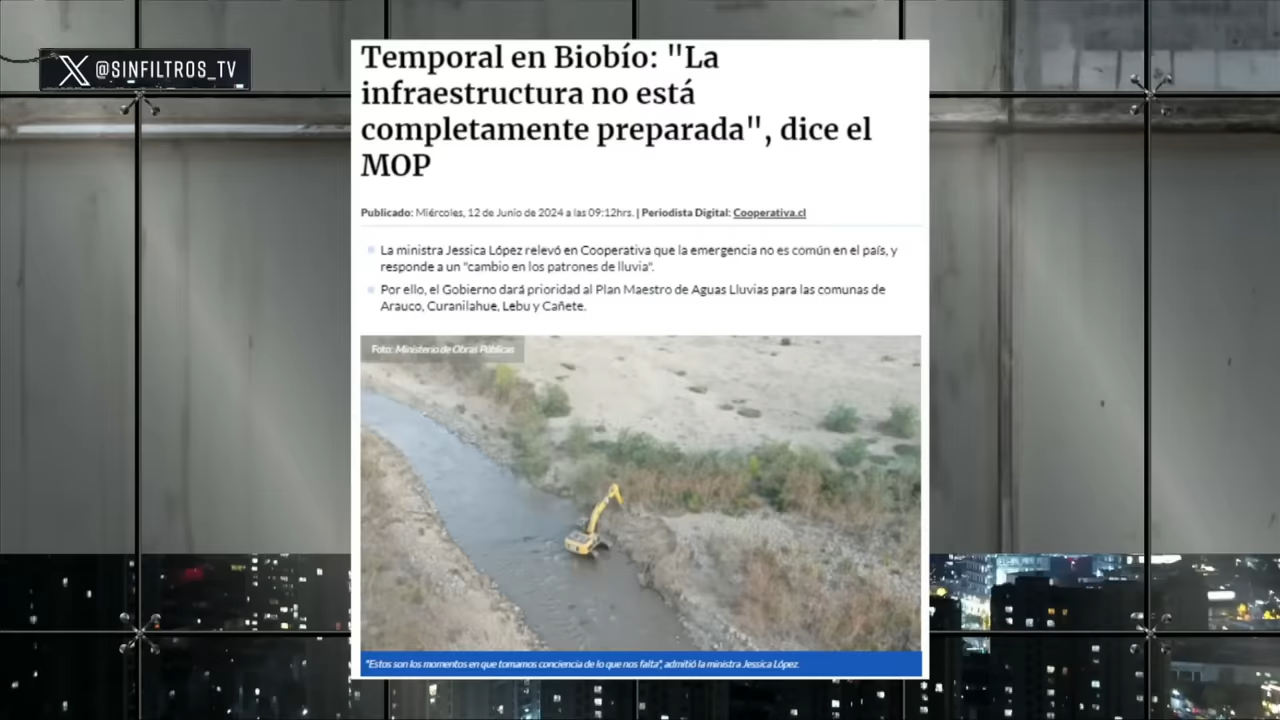 X @SINFILTROS_TV
Temporal en Biobío: "La
infraestructura no está
completamente preparada", dice el
MOP
Publicado: Miércoles, 12 de Junio de 2024 a las 09:12hrs. | Periodista Digital: Cooperativa.cl
La ministra Jessica López relevó en Cooperativa que la emergencia no es común en el país, y
responde a un "cambio en los patrones de lluvia".
Por ello, el Gobierno dará prioridad al Plan Maestro de Aguas Lluvias para las comunas de
Arauco, Curanilahue, Lebu y Cañete.
Foto: Ministerio de Obras Públicas
"Estos son los momentos en que tomamos conciencia de lo que nos falta", admitió la ministra Jessica López.